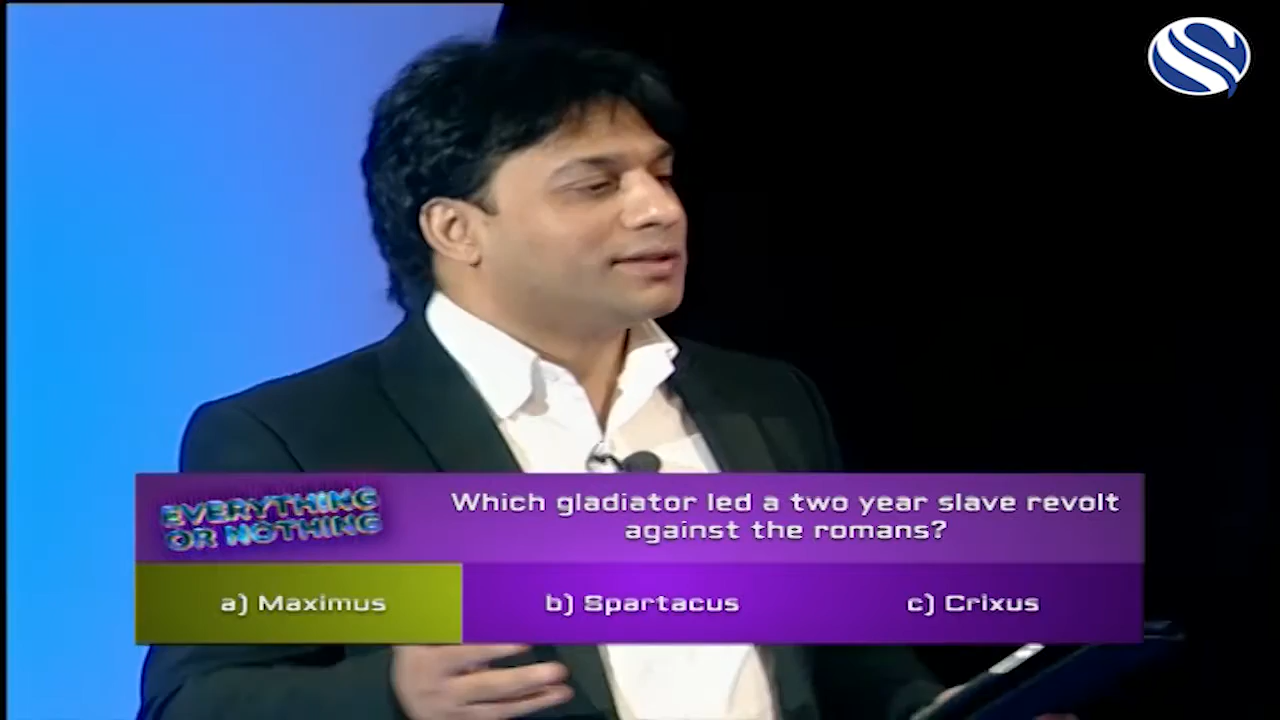 EVERYTHING
OR NOTHING
Which gladiator led a two year slave revolt
against the romans?
a) Maximus
b) Spartacus
c) Crixus